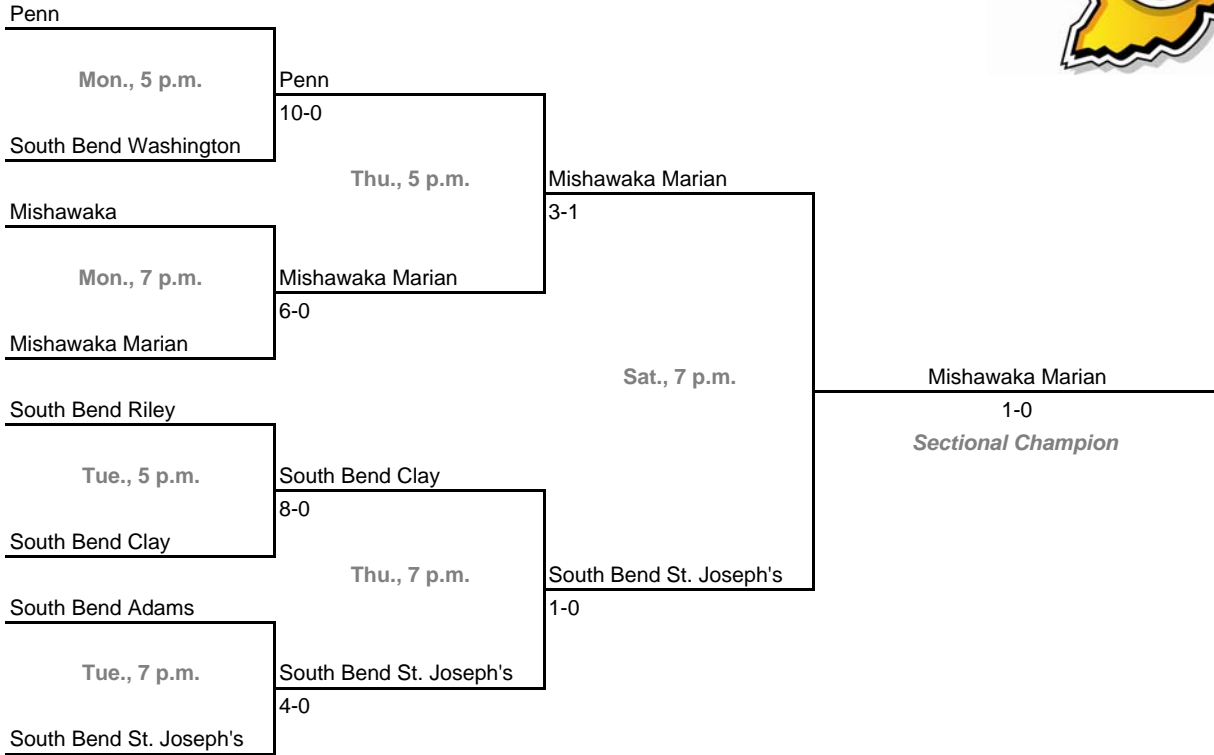 Penn
Mon., 5 p.m.
Penn
10-0
South Bend Washington
Thu., 5 p.m.
Mishawaka Marian
3-1
Mishawaka
Mon., 7 p.m.
Mishawaka Marian
6-0
Mishawaka Marian
Sat., 7 p.m.
Mishawaka Marian
1-0
Sectional Champion
South Bend Riley
Tue., 5 p.m.
South Bend Clay
8-0
South Bend Clay
Thu., 7 p.m.
South Bend St. Joseph's
1-0
South Bend Adams
Tue., 7 p.m.
South Bend St. Joseph's
4-0
South Bend St. Joseph's